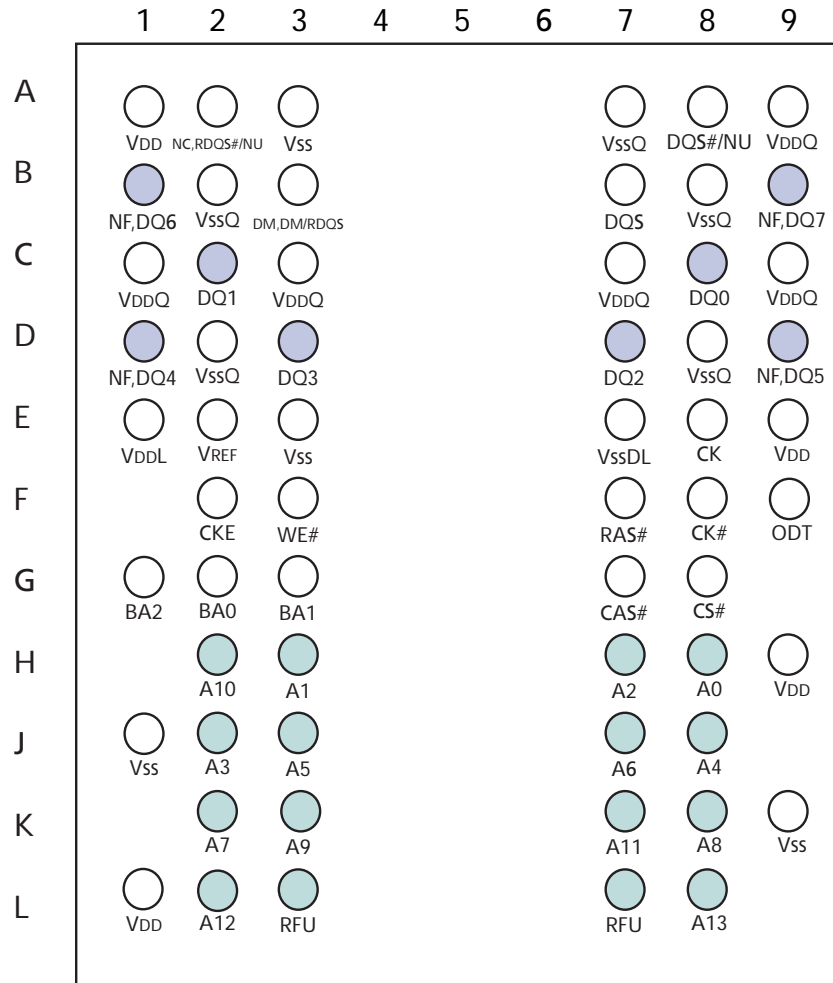 1 2 3 4 5 6 7 8 9
A
VDD NC,RDQS#/NU Vss VssQ DQS#/NU VDDQ
B
NF,DQ6 VssQ DM,DM/RDQS DQS VssQ NF,DQ7
C
VDDQ DQ1 VDDQ VDDQ DQ0 VDDQ
D
NF,DQ4 VssQ DQ3 DQ2 VssQ NF,DQ5
E
VDDL VREF Vss VssDL CK VDD
F
CKE WE# RAS# CK# ODT
G
BA2 BA0 BA1 CAS# CS#
H
A10 A1 A2 A0 VDD
J
Vss A3 A5 A6 A4
K
A7 A9 A11 A8 Vss
L
VDD A12 RFU RFU A13